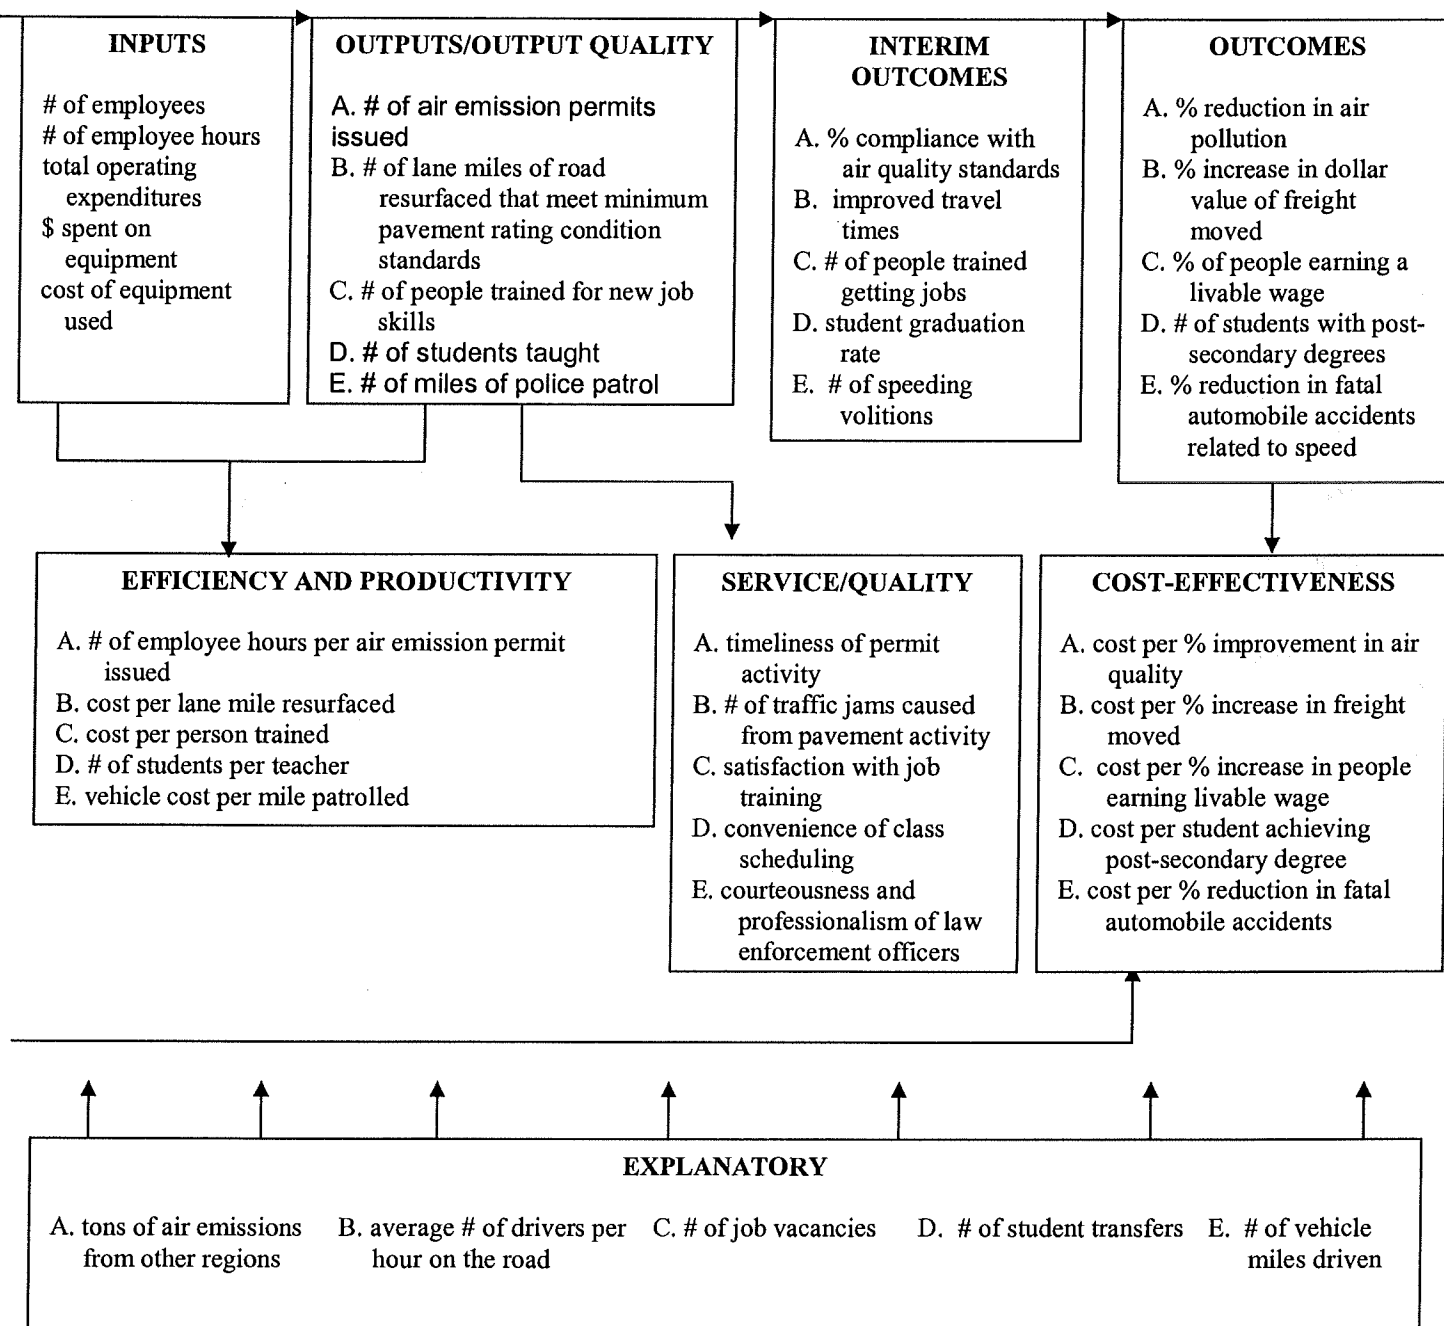 INPUTS
# of employees
# of employee hours
total operating
expenditures
$ spent on
equipment
cost of equipment
used
OUTPUTS/OUTPUT QUALITY
A. # of air emission permits
issued
B. # of lane miles of road
resurfaced that meet minimum
pavement rating condition
standards
C. # of people trained for new job
skills
D. # of students taught
E. # of miles of police patrol
INTERIM
OUTCOMES
A. % compliance with
air quality standards
B. improved travel
times
C. # of people trained
getting jobs
D. student graduation
rate
E. # of speeding
volitions
OUTCOMES
A. % reduction in air
pollution
B. % increase in dollar
value of freight
moved
C. % of people earning a
livable wage
D. # of students with post-
secondary degrees
E. % reduction in fatal
automobile accidents
related to speed
EFFICIENCY AND PRODUCTIVITY
A. # of employee hours per air emission permit
issued
B. cost per lane mile resurfaced
C. cost per person trained
D. # of students per teacher
E. vehicle cost per mile patrolled
SERVICE/QUALITY
A. timeliness of permit
activity
B. # of traffic jams caused
from pavement activity
C. satisfaction with job
training
D. convenience of class
scheduling
E. courteousness and
professionalism of law
enforcement officers
COST-EFFECTIVENESS
A. cost per % improvement in air
quality
B. cost per % increase in freight
moved
C. cost per % increase in people
earning livable wage
D. cost per student achieving
post-secondary degree
E. cost per % reduction in fatal
automobile accidents
EXPLANATORY
A. tons of air emissions
from other regions
B. average # of drivers per
hour on the road
C. # of job vacancies
D. # of student transfers
E. # of vehicle
miles driven